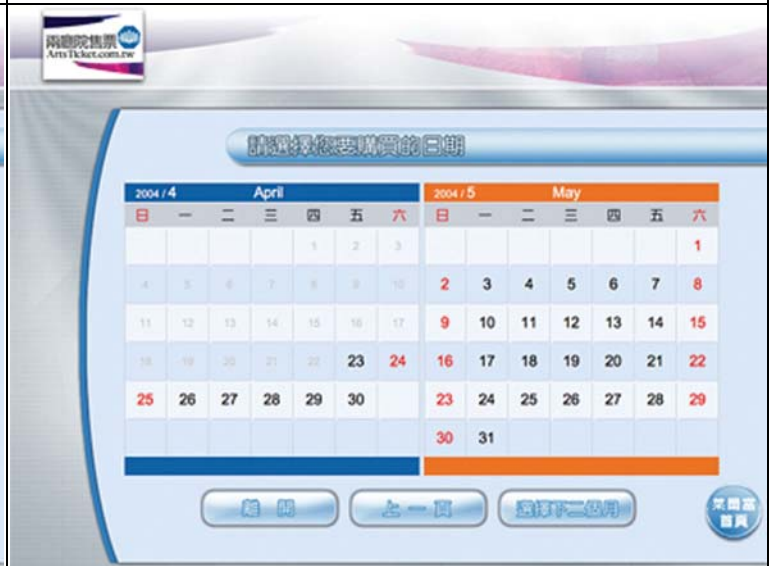 兩廳院售票
ArtsTicket.com.tw
請選擇您要購買的日期
2004 / 4 April
日 一 二 三 四 五 六
1 2 3
4 5 6 7 8 9 10
11 12 13 14 15 16 17
18 19 20 21 22 23 24
25 26 27 28 29 30
2004 / 5 May
日 一 二 三 四 五 六
1
2 3 4 5 6 7 8
9 10 11 12 13 14 15
16 17 18 19 20 21 22
23 24 25 26 27 28 29
30 31
離 開
上 一 頁
選擇下二個月
首頁